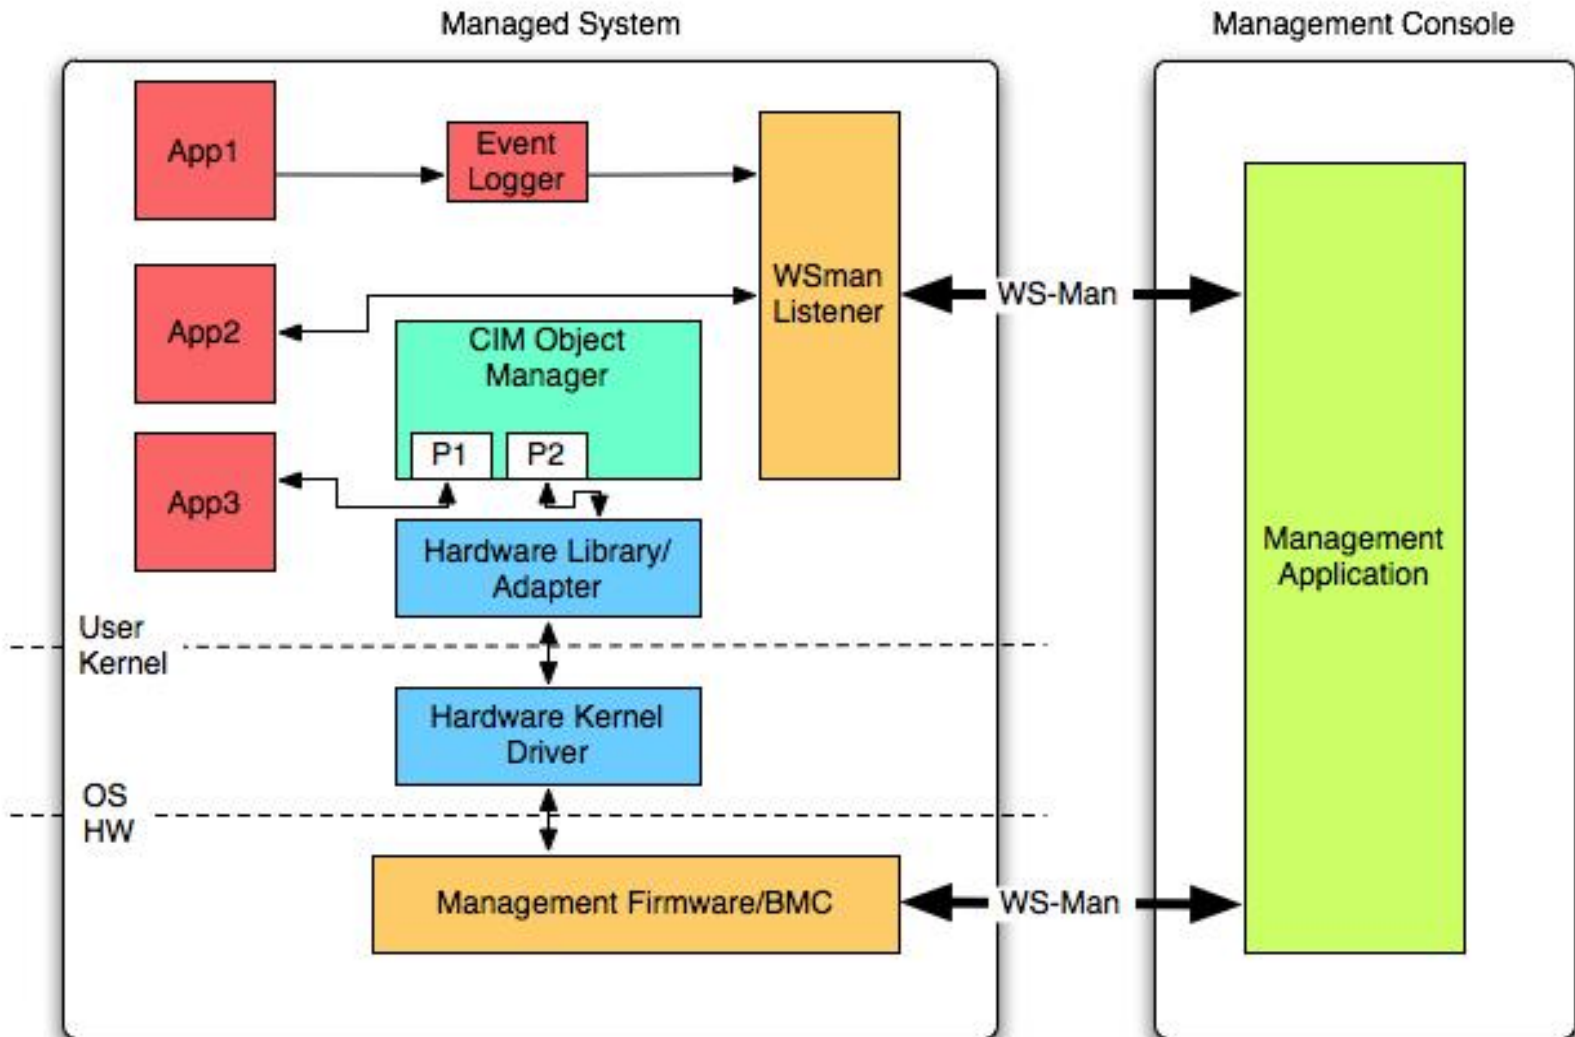 Managed System
Management Console
App1
Event
Logger
WSman
Listener
WS-Man
App2
CIM Object
Manager
P1
P2
App3
Hardware Library/
Adapter
Management
Application
User
Kernel
Hardware Kernel
Driver
OS
HW
Management Firmware/BMC
WS-Man